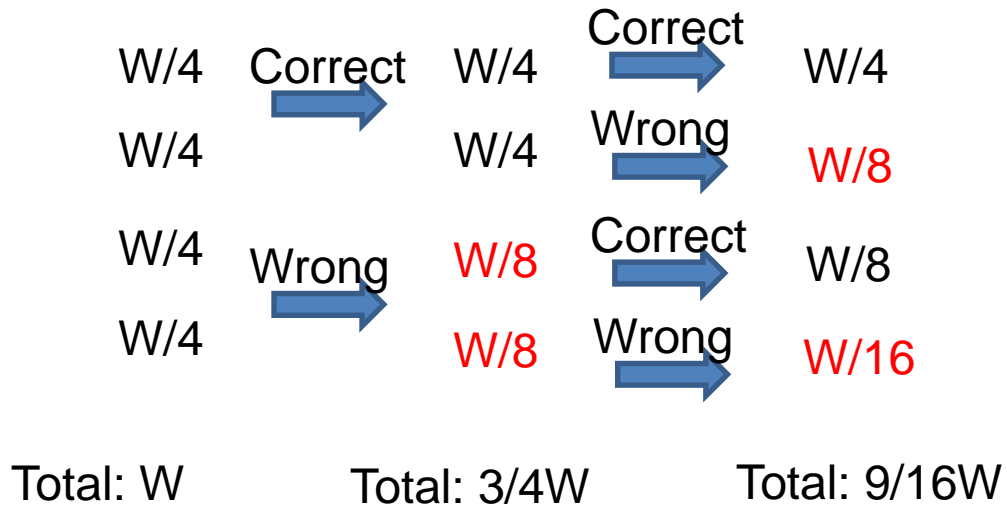 Correct
W/4 Correct W/4 W/4
Wrong
W/4 W/4 W/8
Correct
W/4 Wrong W/8 W/8
W/4 W/8 Wrong W/16
Total: W Total: 3/4W Total: 9/16W